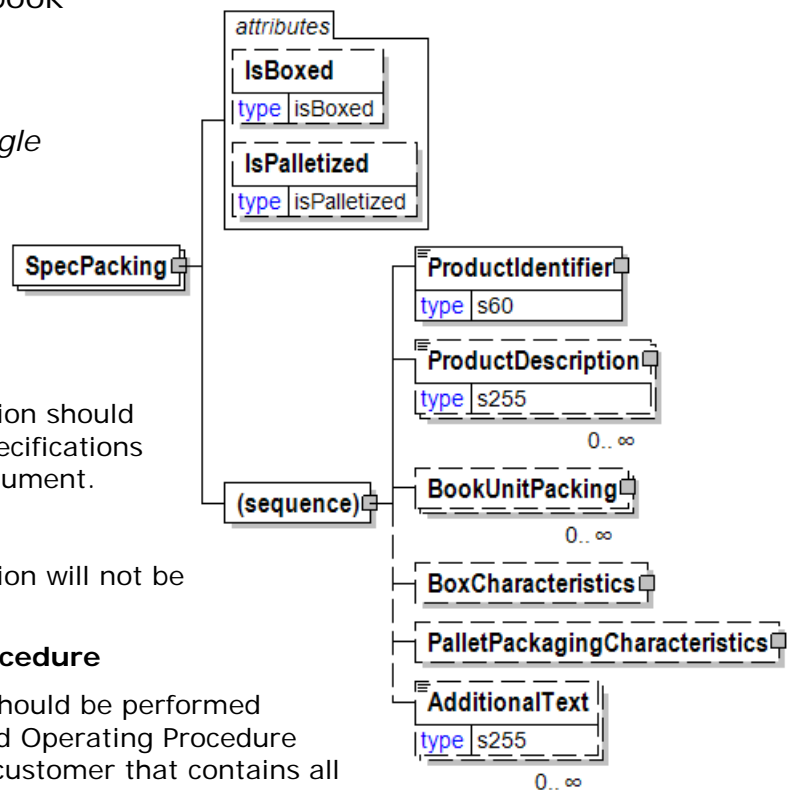 book
attributes
IsBoxed
type isBoxed
gle
IsPalletized
type isPalletized
SpecPacking
ProductIdentifier
type s60
ProductDescription
type s255
0.. ∞
ion should
ecifications
ument.
(sequence)
BookUnitPacking
0.. ∞
ion will not be
BoxCharacteristics
cedure
PalletPackagingCharacteristics
hould be performed
d Operating Procedure
customer that contains all
AdditionalText
type s255
0.. ∞